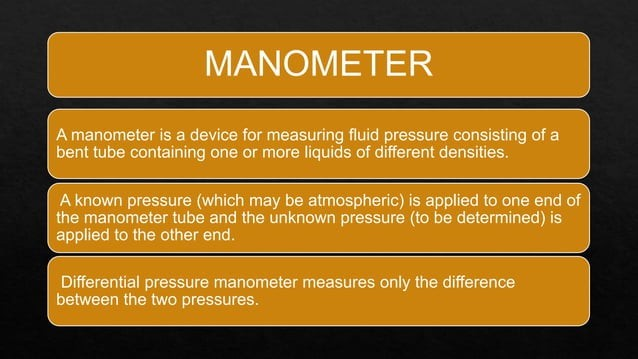 MANOMETER
A manometer is a device for measuring fluid pressure consisting of a
bent tube containing one or more liquids of different densities.
A known pressure (which may be atmospheric) is applied to one end of
the manometer tube and the unknown pressure (to be determined) is
applied to the other end.
Differential pressure manometer measures only the difference
between the two pressures.